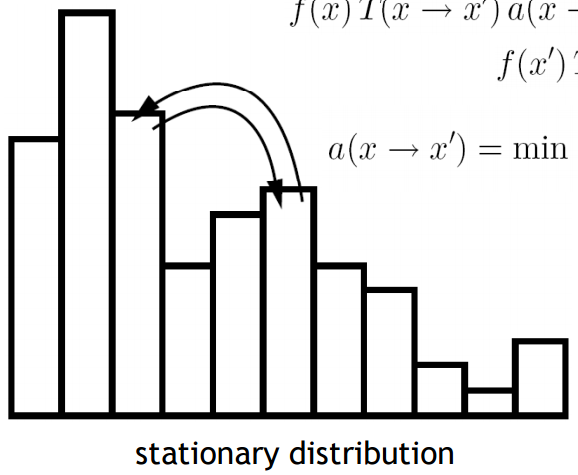 f(x) T(x → x′) a(x →
f(x′)
a(x → x′) = min
stationary distribution